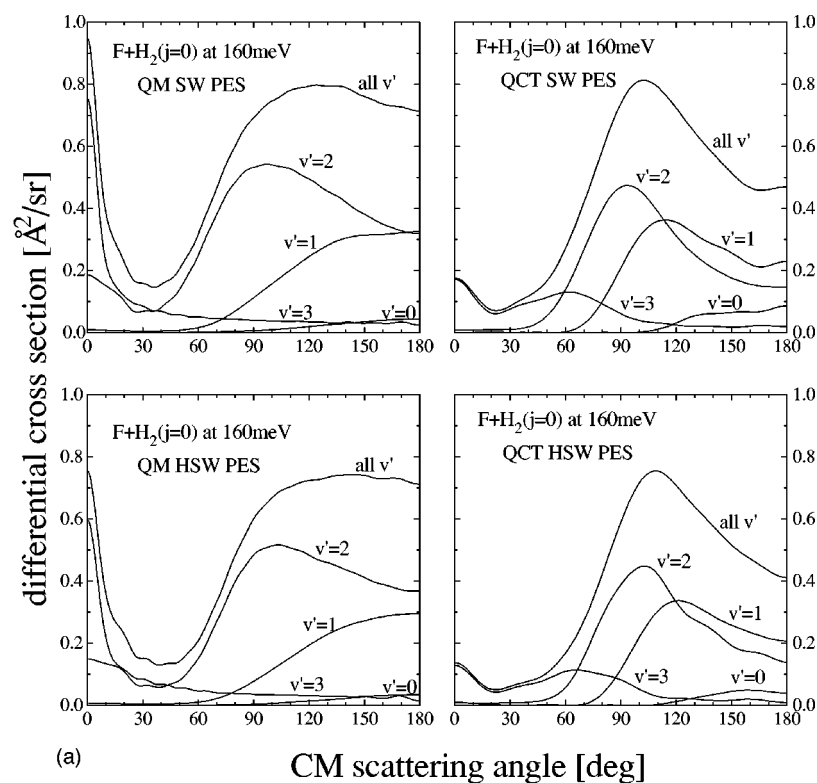 F+H2(j=0) at 160meV
QM SW PES
all v'
v'=2
v'=1
v'=3
v'=0
1.0
0.8
0.6
0.4
0.2
0.0
0 30 60 90 120 150 180
F+H2(j=0) at 160meV
QCT SW PES
all v'
v'=2
v'=1
v'=3
v'=0
1.0
0.8
0.6
0.4
0.2
0.0
0 30 60 90 120 150 180
F+H2(j=0) at 160meV
QM HSW PES
all v'
v'=2
v'=1
v'=3
v'=0
1.0
0.8
0.6
0.4
0.2
0.0
0 30 60 90 120 150 180
F+H2(j=0) at 160meV
QCT HSW PES
all v'
v'=2
v'=1
v'=3
v'=0
1.0
0.8
0.6
0.4
0.2
0.0
0 30 60 90 120 150 180
differential cross section [Å²/sr]
(a)
CM scattering angle [deg]